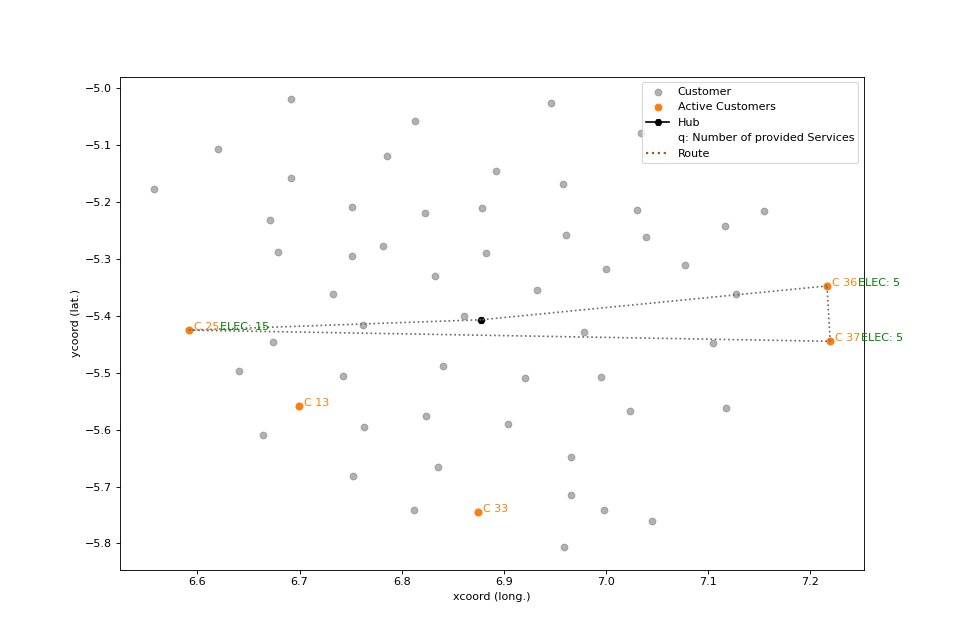 Customer
Active Customers
Hub
q: Number of provided Services
Route
−5.0
−5.1
−5.2
−5.3
−5.4
−5.5
−5.6
−5.7
−5.8
ycoord (lat.)
C 36 ELEC: 5
C 25 ELEC: 15
C 37 ELEC: 5
C 13
C 33
6.6 6.7 6.8 6.9 7.0 7.1 7.2
xcoord (long.)